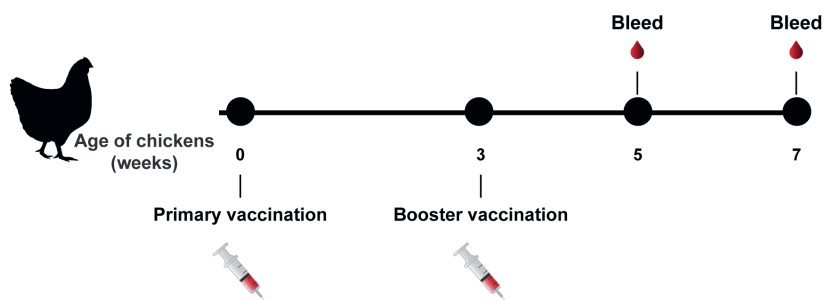 Bleed Bleed
Age of chickens
(weeks)
0 3 5 7
Primary vaccination Booster vaccination